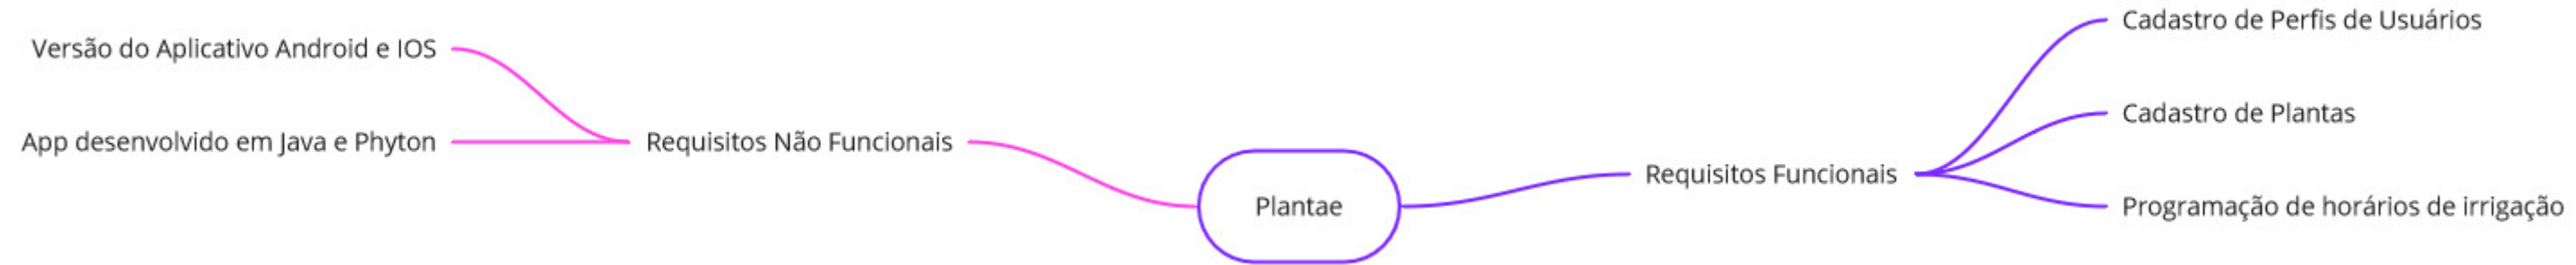 Versão do Aplicativo Android e IOS
App desenvolvido em Java e Phyton
Requisitos Não Funcionais
Plantae
Requisitos Funcionais
Cadastro de Perfis de Usuários
Cadastro de Plantas
Programação de horários de irrigação